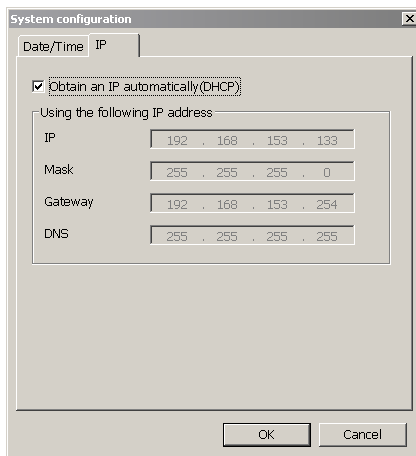 System configuration
Date/Time IP
Obtain an IP automatically(DHCP)
Using the following IP address
IP 192 . 168 . 153 . 133
Mask 255 . 255 . 255 . 0
Gateway 192 . 168 . 153 . 254
DNS 255 . 255 . 255 . 255
OK Cancel